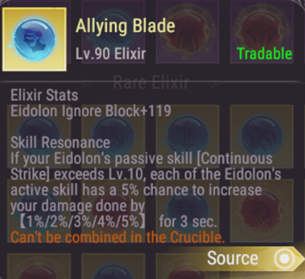 Allying Blade
Lv.90 Elixir
Tradable
Rare Elixir
Elixir Stats
Eidolon Ignore Block+119
Skill Resonance
If your Eidolon's passive skill [Continuous
Strike] exceeds Lv.10, each of the Eidolon's
active skill has a 5% chance to increase
your damage done by
【1%/2%/3%/4%/5%】 for 3 sec.
Can't be combined in the Crucible.
Source